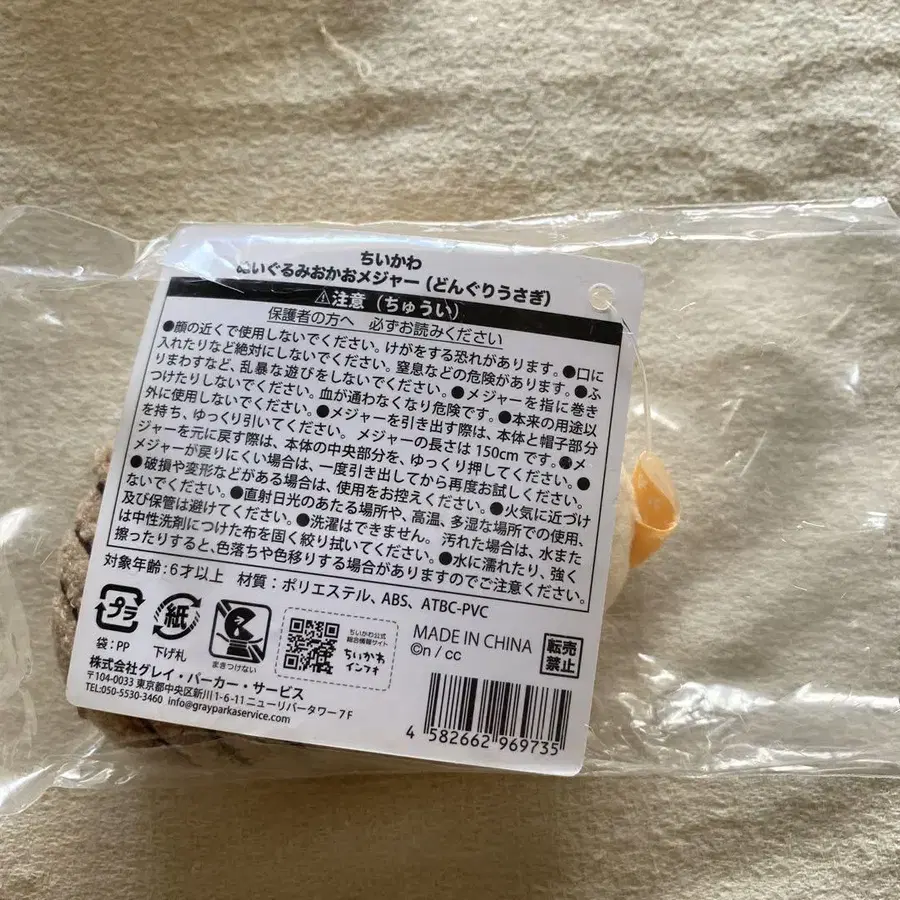 ちいかわ
ぬいぐるみおかおメジャー(どんぐりうさぎ)
⚠注意(ちゅうい)
保護者の方へ 必ずお読みください
●顔の近くで使用しないでください。けがをする恐れがあります。●口に
入れたりなど絶対にしないでください。窒息などの危険があります。●ふ
りまわすなど、乱暴な遊びをしないでください。●メジャーを指に巻き
つけたりしないでください。血が通わなくなり危険です。●本来の用途以
外に使用しないでください。●メジャーを引き出す際は、本体と帽子部分
を持ち、ゆっくり引いてください。メジャーの長さは150cmです。●メ
ジャーを元に戻す際は、本体の中央部分を、ゆっくり押してください。●
メジャーが戻りにくい場合は、一度引き出してから再度お試しください。
●破損や変形などがある場合は、使用をお控えください。●火気に近づけ
ないでください。●直射日光のあたる場所や、高温、多湿な場所での使用、
及び保管は避けてください。●洗濯はできません。汚れた場合は、水また
は中性洗剤につけた布を固く絞り拭いてください。●水に濡れたり、強く
擦ったりすると、色落ちや色移りする場合がありますのでご注意ください。
対象年齢:6才以上 材質:ポリエステル、ABS、ATBC-PVC
プラ
袋:PP
紙
下げ札
まきつけない
ちいかわ公式
総合情報サイト
ちいかわ
インフォ
MADE IN CHINA
©n / cc
転売
禁止
株式会社グレイ・パーカー・サービス
〒104-0033 東京都中央区新川1-6-11 ニューリバータワー7F
TEL:050-5530-3460 info@grayparkaservice.com
4 582662 969735